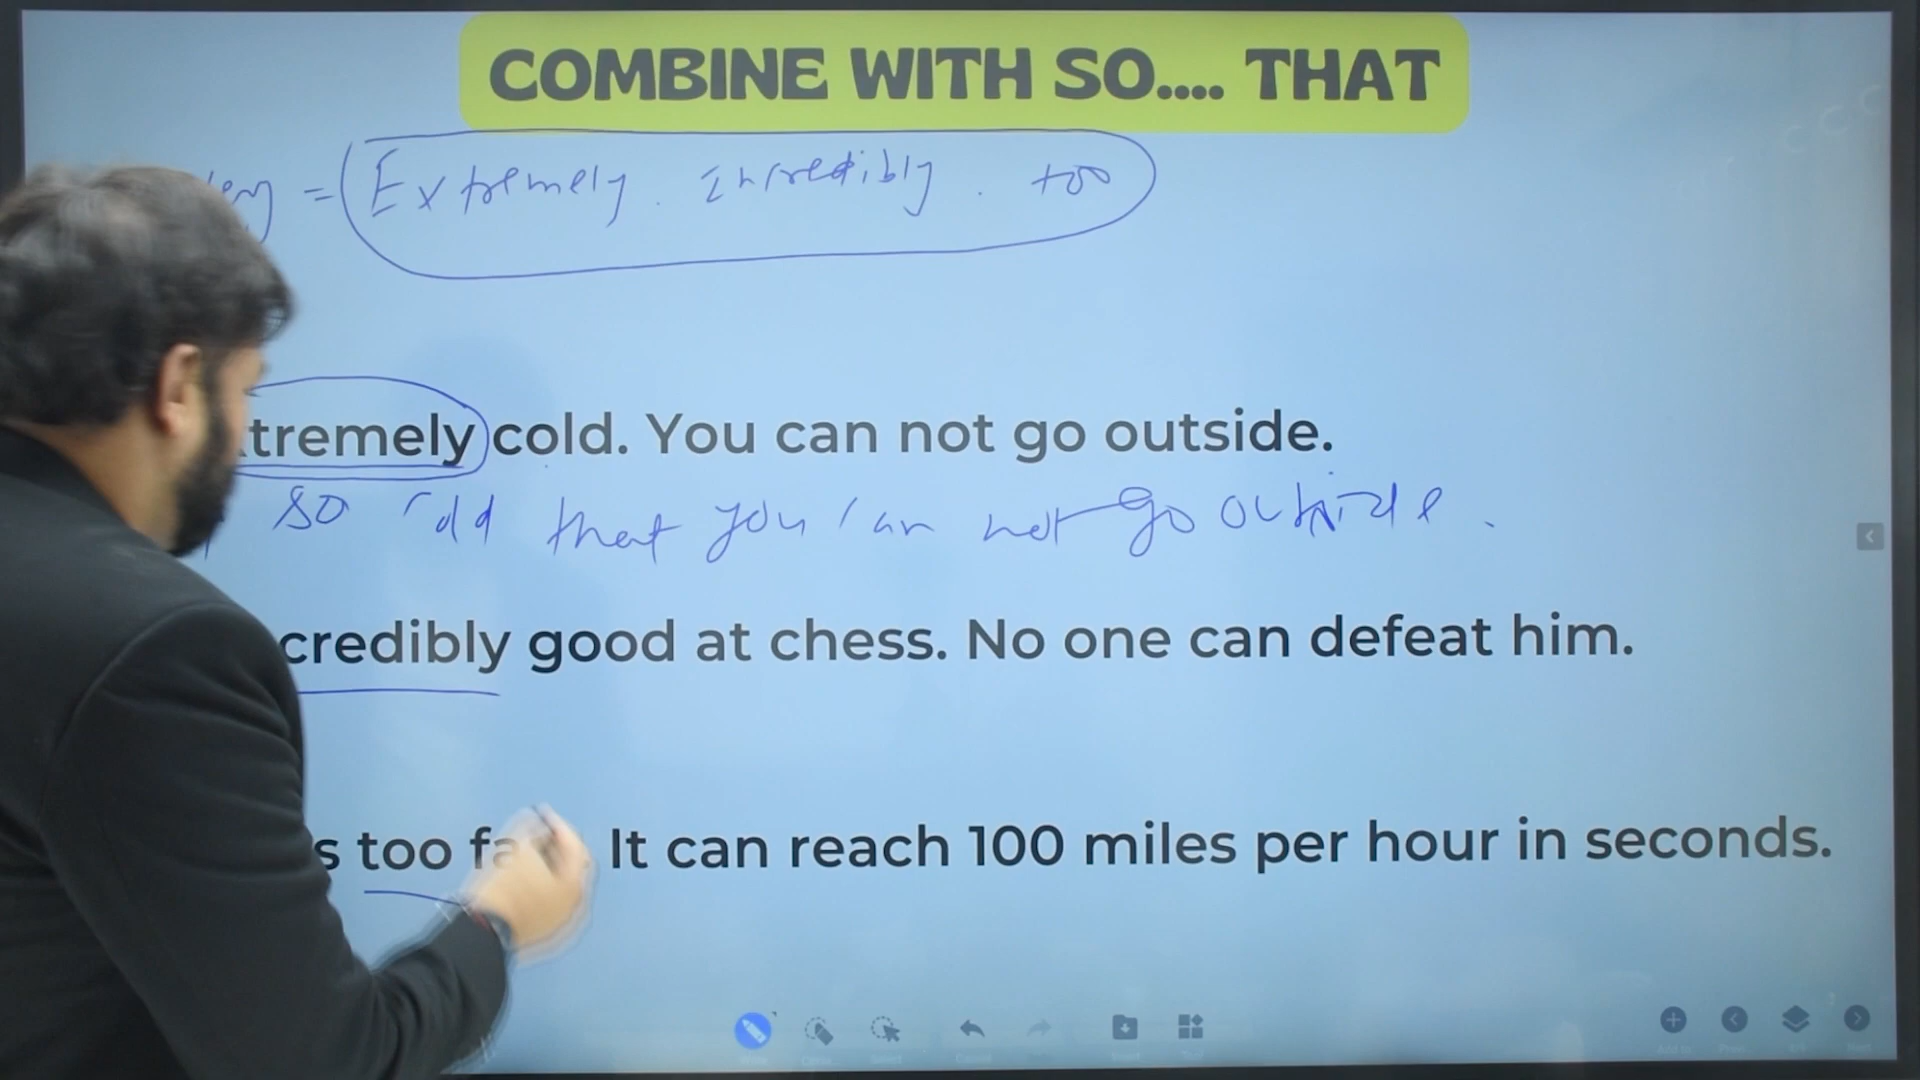 COMBINE WITH SO.... THAT
= Extremely. incredibly. too
tremely cold. You can not go outside.
so cold that you can not go outside.
credibly good at chess. No one can defeat him.
s too fa It can reach 100 miles per hour in seconds.